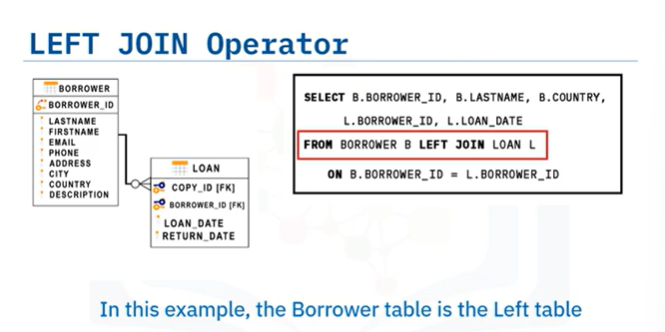 LEFT JOIN Operator
BORROWER
BORROWER_ID
LASTNAME
FIRSTNAME
EMAIL
PHONE
ADDRESS
CITY
COUNTRY
DESCRIPTION
LOAN
COPY_ID [FK]
BORROWER_ID [FK]
LOAN_DATE
RETURN_DATE
SELECT B.BORROWER_ID, B.LASTNAME, B.COUNTRY,
L.BORROWER_ID, L.LOAN_DATE
FROM BORROWER B LEFT JOIN LOAN L
ON B.BORROWER_ID = L.BORROWER_ID
In this example, the Borrower table is the Left table